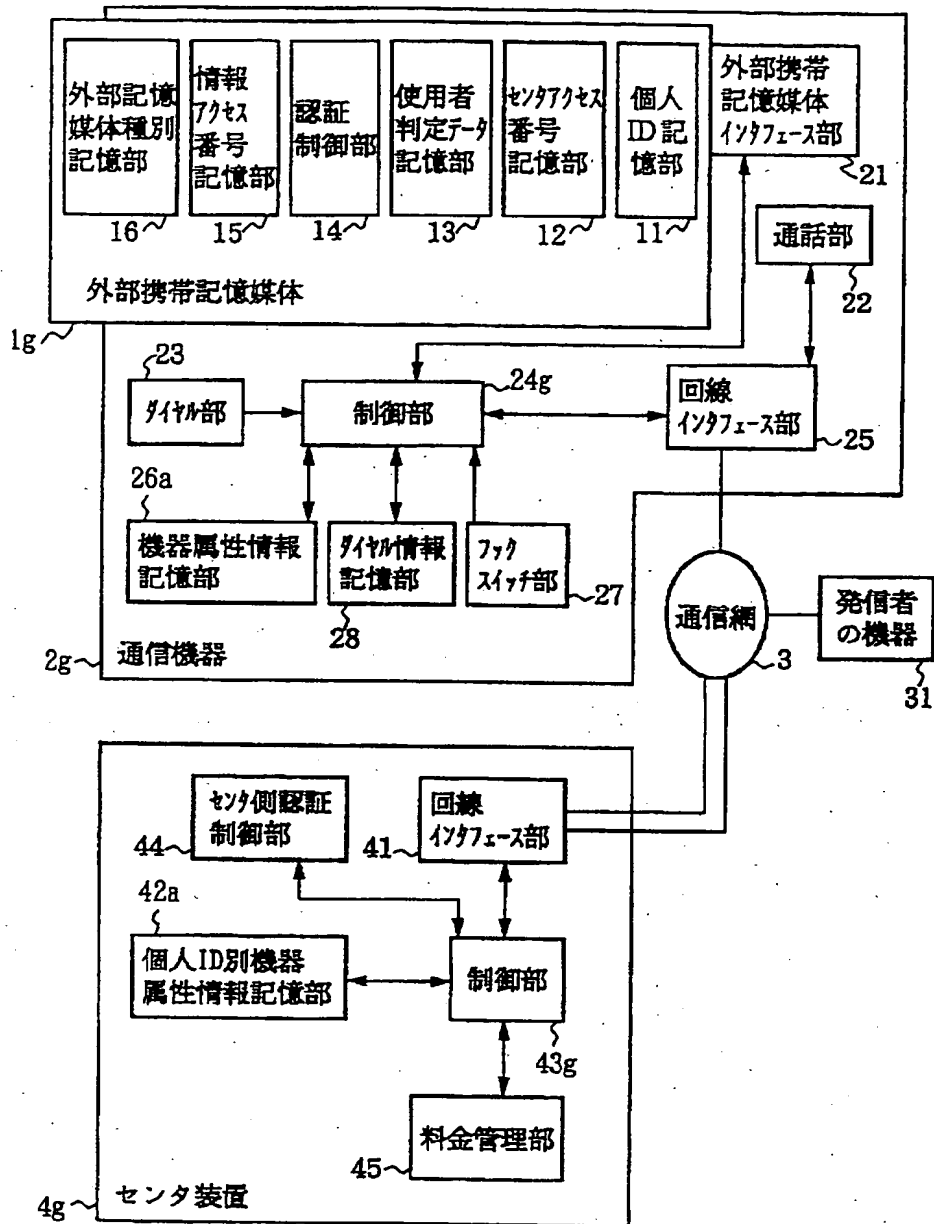 外部記憶
媒体種別
記憶部
16
情報
アクセス
番号
記憶部
15
認証
制御部
14
使用者
判定データ
記憶部
13
センタアクセス
番号
記憶部
12
個人
ID記
憶部
11
外部携帯
記憶媒体
インタフェース部
21
外部携帯記憶媒体
1g
通話部
22
23
ダイヤル部
24g
制御部
回線
インタフェース部
25
26a
機器属性情報
記憶部
ダイヤル情報
記憶部
28
フック
スイッチ部
27
通信機器
2g
通信網
3
発信者
の機器
31
センタ側認証
制御部
44
回線
インタフェース部
41
42a
個人ID別機器
属性情報記憶部
制御部
43g
料金管理部
45
センタ装置
4g